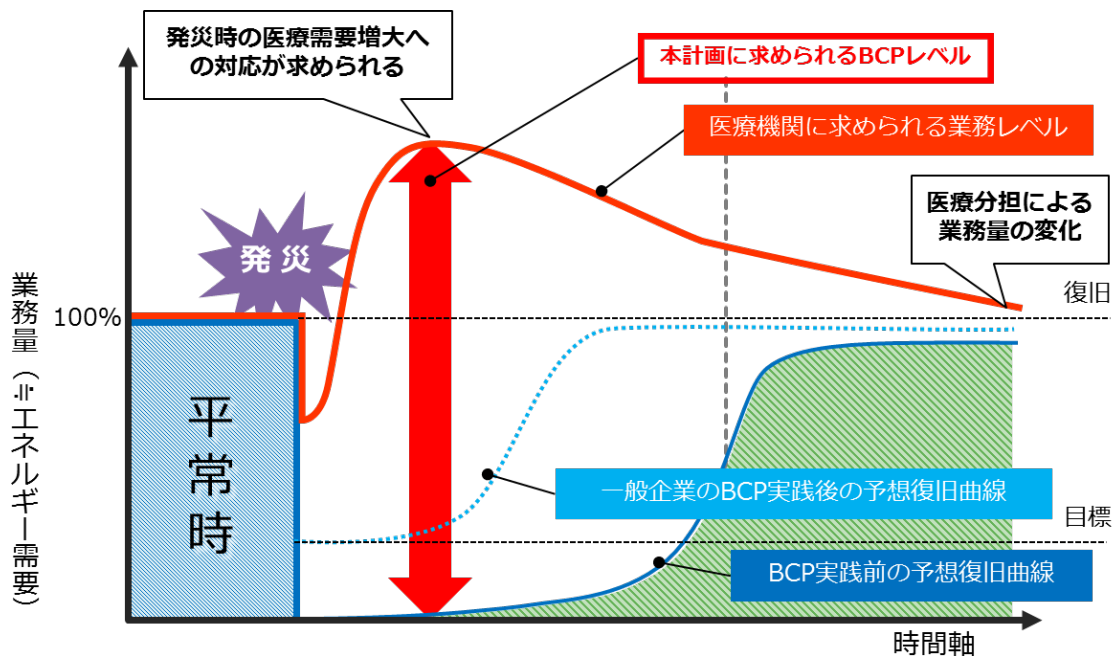 発災時の医療需要増大へ
の対応が求められる
本計画に求められるBCPレベル
医療機関に求められる業務レベル
医療分担による
業務量の変化
発災
復旧
100%
業務量(≒エネルギー需要)
平常時
一般企業のBCP実践後の予想復旧曲線
目標
BCP実践前の予想復旧曲線
時間軸